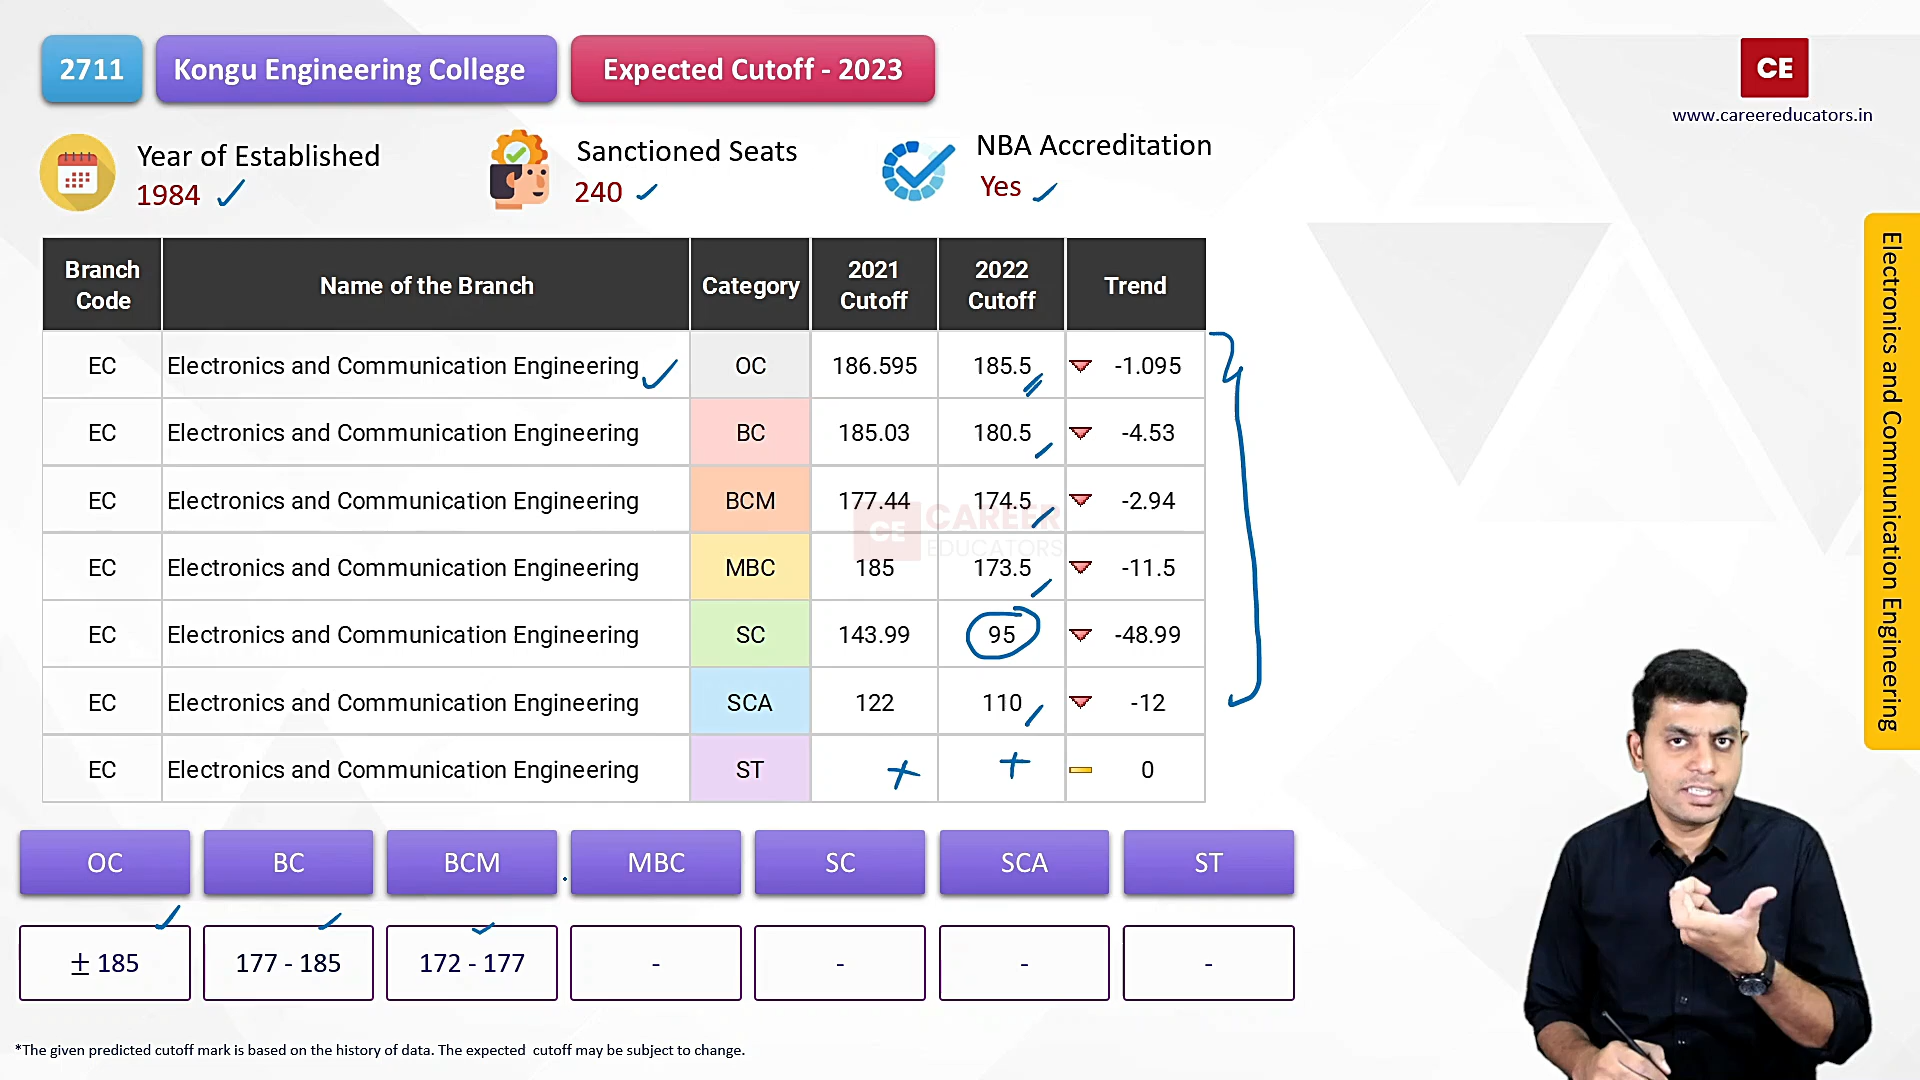 2711
Kongu Engineering College
Expected Cutoff - 2023
CE
www.careereducators.in
Year of Established
1984
Sanctioned Seats
240
NBA Accreditation
Yes
Branch Code Name of the Branch Category 2021 Cutoff 2022 Cutoff Trend
EC Electronics and Communication Engineering OC 186.595 185.5 -1.095
EC Electronics and Communication Engineering BC 185.03 180.5 -4.53
EC Electronics and Communication Engineering BCM 177.44 174.5 -2.94
CE CAREER EDUCATORS
EC Electronics and Communication Engineering MBC 185 173.5 -11.5
EC Electronics and Communication Engineering SC 143.99 95 -48.99
EC Electronics and Communication Engineering SCA 122 110 -12
EC Electronics and Communication Engineering ST + + 0
OC BC BCM MBC SC SCA ST
± 185 177 - 185 172 - 177 - - - -
*The given predicted cutoff mark is based on the history of data. The expected cutoff may be subject to change.
Electronics and Communication Engineering